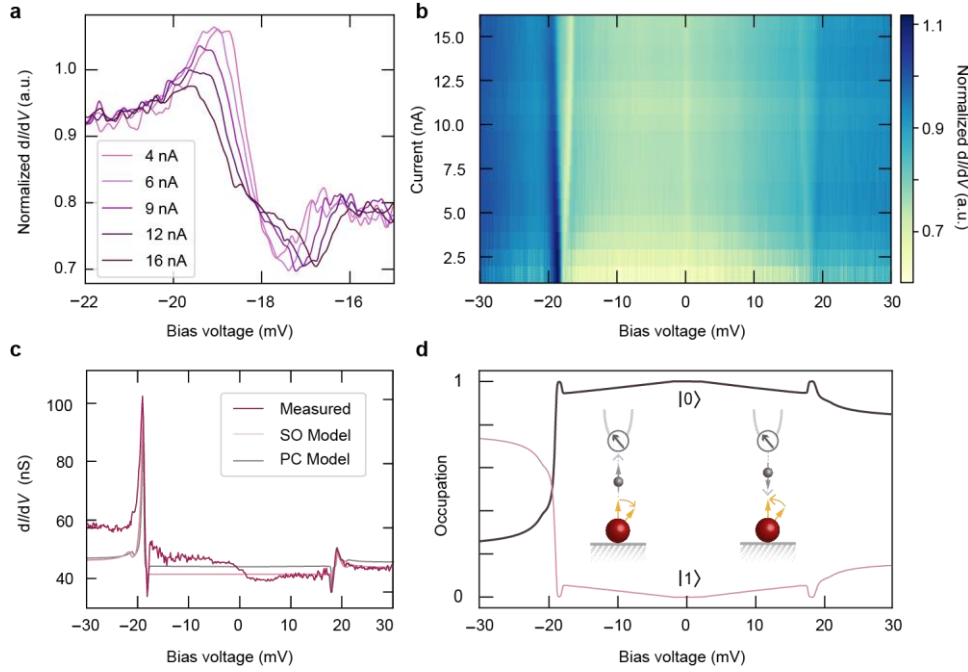 a
Normalized dI/dV (a.u.)
1.0
0.9
0.8
0.7
4 nA
6 nA
9 nA
12 nA
16 nA
−22
−20
−18
−16
Bias voltage (mV)
b
Current (nA)
15.0
12.5
10.0
7.5
5.0
2.5
−30
−20
−10
0
10
20
30
Bias voltage (mV)
1.1
0.9
0.7
Normalized dI/dV (a.u.)
c
dI/dV (nS)
100
80
60
40
Measured
SO Model
PC Model
−30
−20
−10
0
10
20
30
Bias voltage (mV)
d
Occupation
1
0
|0⟩
|1⟩
−30
−20
−10
0
10
20
30
Bias voltage (mV)